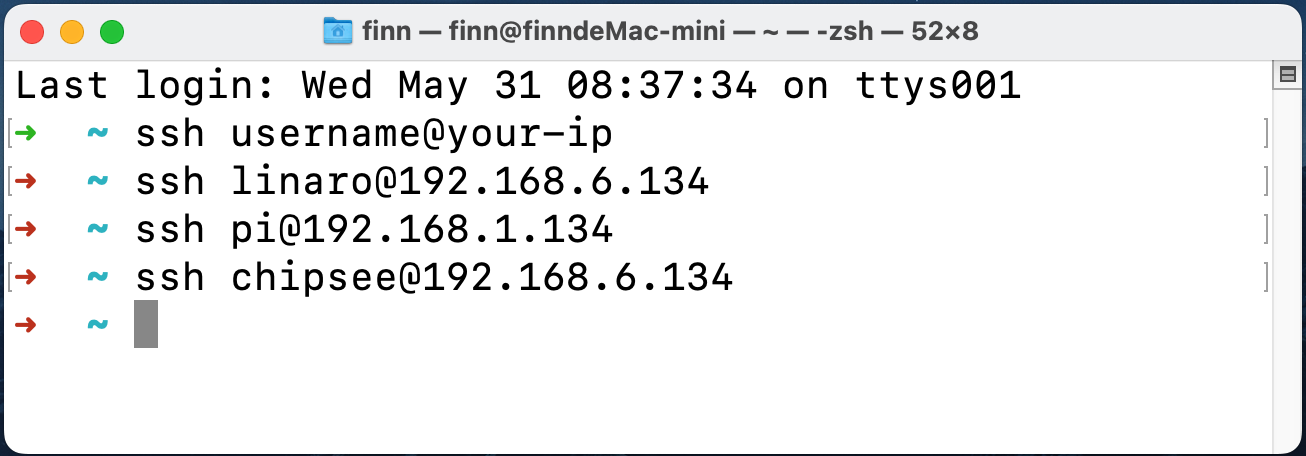 finn — finn@finndeMac-mini — ~ — -zsh — 52×8
Last login: Wed May 31 08:37:34 on ttys001
➜ ~ ssh username@your-ip
➜ ~ ssh linaro@192.168.6.134
➜ ~ ssh pi@192.168.1.134
➜ ~ ssh chipsee@192.168.6.134
➜ ~